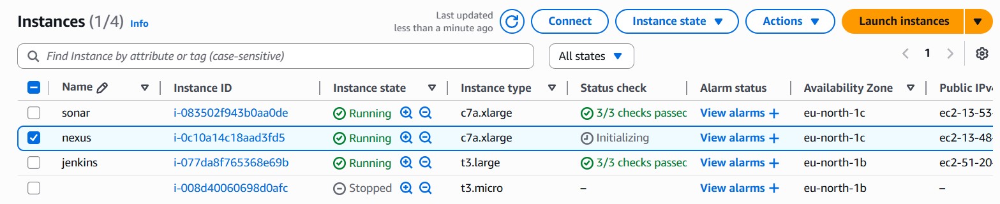 Instances (1/4) Info
Last updated
less than a minute ago
Connect
Instance state
Actions
Launch instances
Find Instance by attribute or tag (case-sensitive)
All states
1
Name Instance ID Instance state Instance type Status check Alarm status Availability Zone Public IPv4
sonar i-083502f943b0aa0de Running c7a.xlarge 3/3 checks passed View alarms + eu-north-1c ec2-13-53-
nexus i-0c10a14c18aad3fd5 Running c7a.xlarge Initializing View alarms + eu-north-1c ec2-13-48-
jenkins i-077da8f765368e69b Running t3.large 3/3 checks passed View alarms + eu-north-1b ec2-51-20-
i-008d40060698d0afc Stopped t3.micro – View alarms + eu-north-1b –